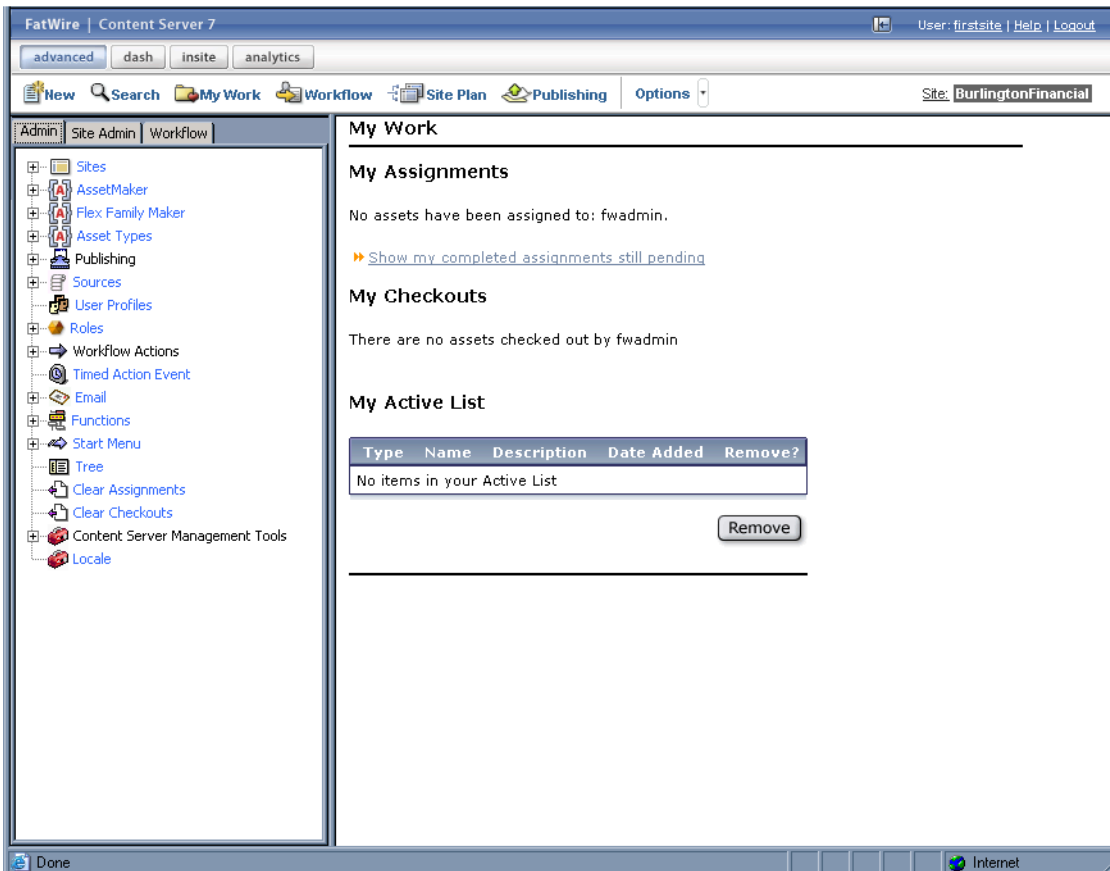 FatWire | Content Server 7
User: firstsite | Help | Logout
advanced dash insite analytics
New Search My Work Workflow Site Plan Publishing Options Site: BurlingtonFinancial
Admin Site Admin Workflow
Sites
AssetMaker
Flex Family Maker
Asset Types
Publishing
Sources
User Profiles
Roles
Workflow Actions
Timed Action Event
Email
Functions
Start Menu
Tree
Clear Assignments
Clear Checkouts
Content Server Management Tools
Locale
My Work
My Assignments
No assets have been assigned to: fwadmin.
Show my completed assignments still pending
My Checkouts
There are no assets checked out by fwadmin
My Active List
Type Name Description Date Added Remove?
No items in your Active List
Remove
Done
Internet